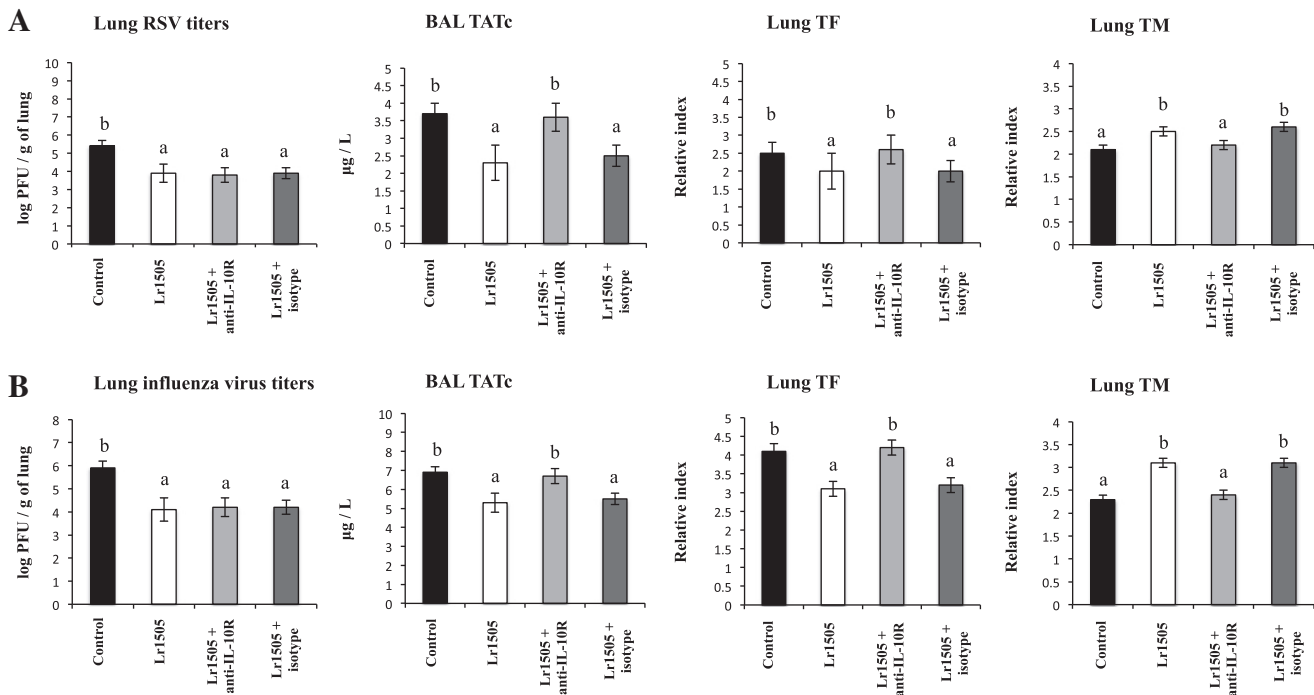 A
Lung RSV titers
BAL TATc
Lung TF
Lung TM
log PFU / g of lung
10
9
8
7
6
5
4
3
2
1
0
b
a
a
a
Control
Lr1505
Lr1505 +
anti-IL-10R
Lr1505 +
isotype
µg / L
5
4.5
4
3.5
3
2.5
2
1.5
1
0.5
0
b
a
b
a
Control
Lr1505
Lr1505 +
anti-IL-10R
Lr1505 +
isotype
Relative index
5
4.5
4
3.5
3
2.5
2
1.5
1
0.5
0
b
a
b
a
Control
Lr1505
Lr1505 +
anti-IL-10R
Lr1505 +
isotype
Relative index
4
3.5
3
2.5
2
1.5
1
0.5
0
a
b
a
b
Control
Lr1505
Lr1505 +
anti-IL-10R
Lr1505 +
isotype
B
Lung influenza virus titers
BAL TATc
Lung TF
Lung TM
log PFU / g of lung
8
7
6
5
4
3
2
1
0
b
a
a
a
Control
Lr1505
Lr1505 +
anti-IL-10R
Lr1505 +
isotype
µg / L
10
9
8
7
6
5
4
3
2
1
0
b
a
b
a
Control
Lr1505
Lr1505 +
anti-IL-10R
Lr1505 +
isotype
Relative index
5
4.5
4
3.5
3
2.5
2
1.5
1
0.5
0
b
a
b
a
Control
Lr1505
Lr1505 +
anti-IL-10R
Lr1505 +
isotype
Relative index
4
3.5
3
2.5
2
1.5
1
0.5
0
a
b
a
b
Control
Lr1505
Lr1505 +
anti-IL-10R
Lr1505 +
isotype